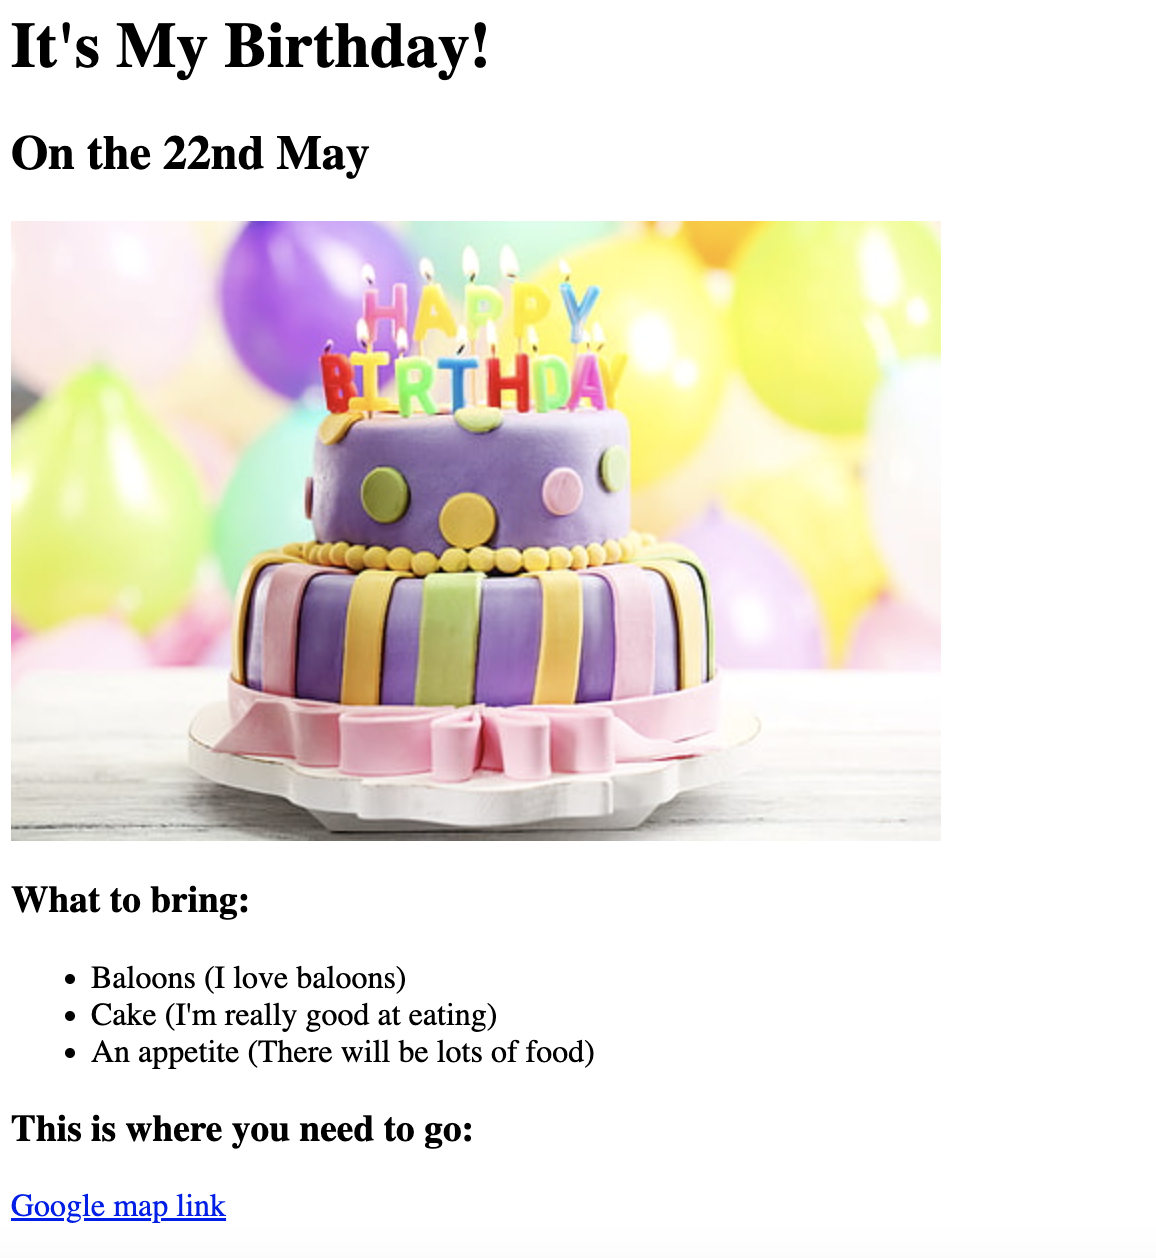 It's My Birthday!
On the 22nd May
HAPPY
BIRTHDAY
What to bring:
Baloons (I love baloons)
Cake (I'm really good at eating)
An appetite (There will be lots of food)
This is where you need to go:
Google map link